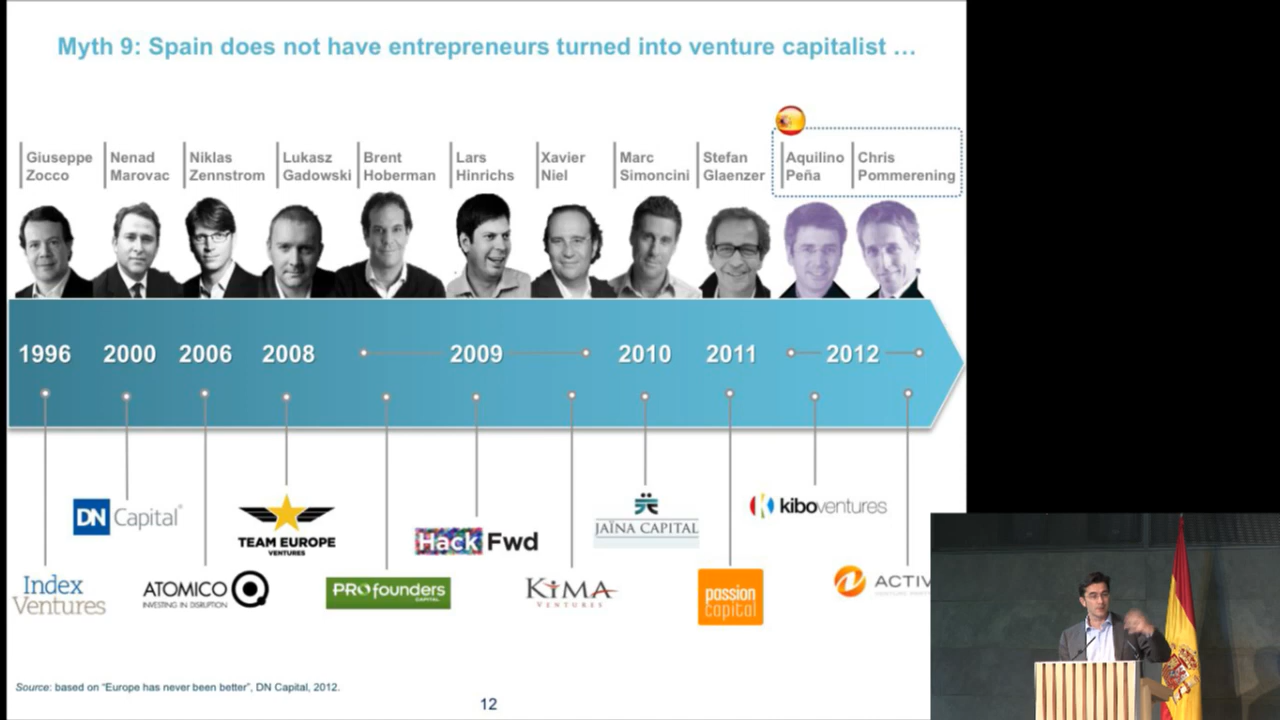 Myth 9: Spain does not have entrepreneurs turned into venture capitalist …
Giuseppe
Zocco
Nenad
Marovac
Niklas
Zennstrom
Lukasz
Gadowski
Brent
Hoberman
Lars
Hinrichs
Xavier
Niel
Marc
Simoncini
Stefan
Glaenzer
Aquilino
Peña
Chris
Pommerening
1996 2000 2006 2008 2009 2010 2011 2012
DN Capital
TEAM EUROPE
VENTURES
Hack Fwd
JAÏNA CAPITAL
kiboventures
Index
Ventures
ATOMICO
INVESTING IN DISRUPTION
PROfounders
CAPITAL
KIMA
VENTURES
passion
capital
ACTIV
Source: based on “Europe has never been better”, DN Capital, 2012.
12